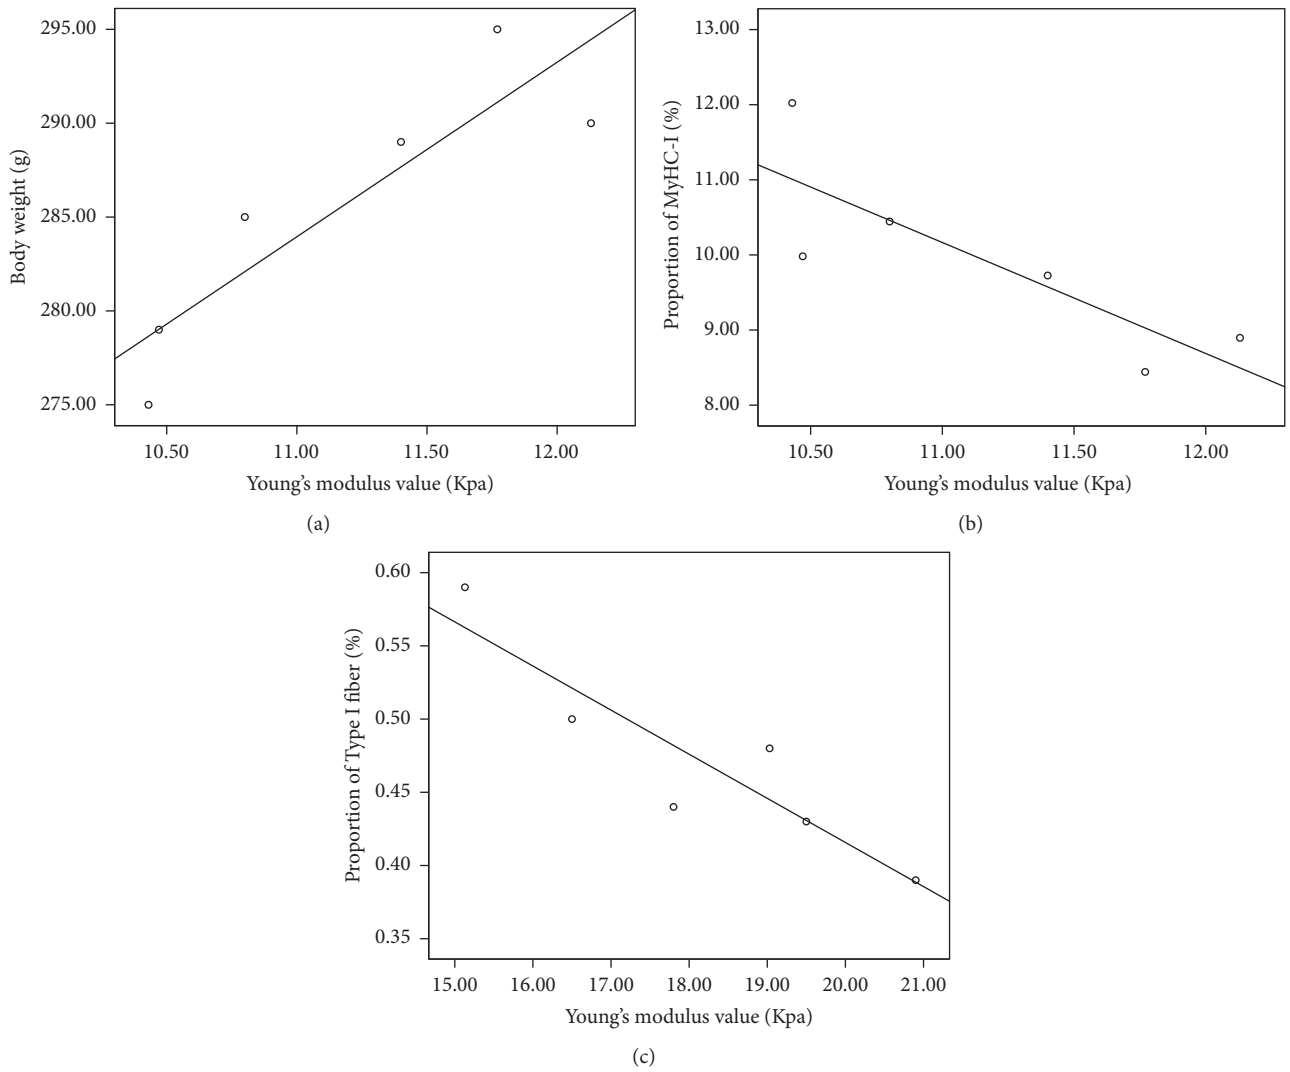 295.00
290.00
285.00
280.00
275.00
Body weight (g)
10.50 11.00 11.50 12.00
Young's modulus value (Kpa)
(a)
13.00
12.00
11.00
10.00
9.00
8.00
Proportion of MyHC-I (%)
10.50 11.00 11.50 12.00
Young's modulus value (Kpa)
(b)
0.60
0.55
0.50
0.45
0.40
0.35
Proportion of Type I fiber (%)
15.00 16.00 17.00 18.00 19.00 20.00 21.00
Young's modulus value (Kpa)
(c)